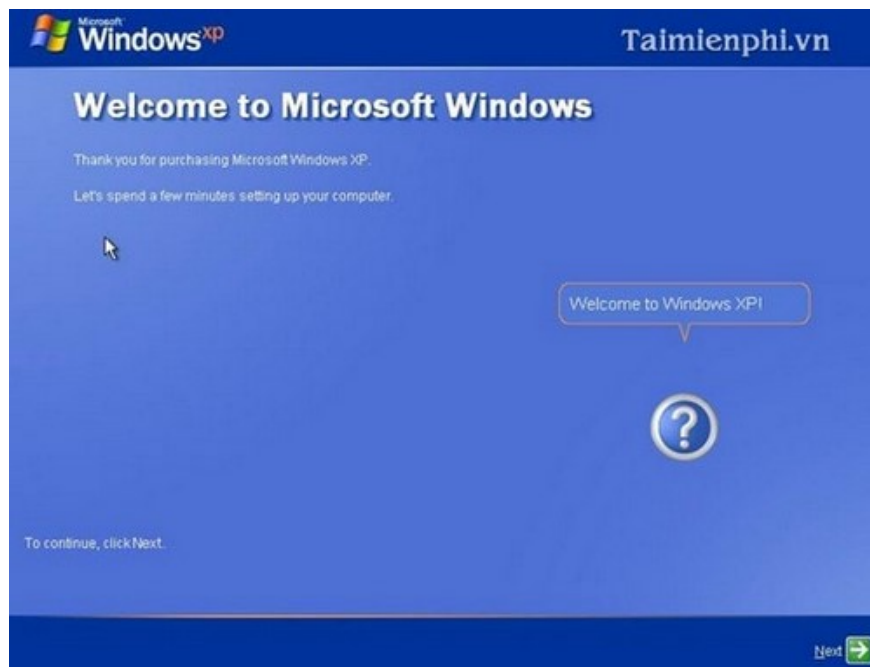 Microsoft
Windows xp
Taimienphi.vn
Welcome to Microsoft Windows
Thank you for purchasing Microsoft Windows XP.
Let's spend a few minutes setting up your computer.
Welcome to Windows XP!
?
To continue, click Next.
Next